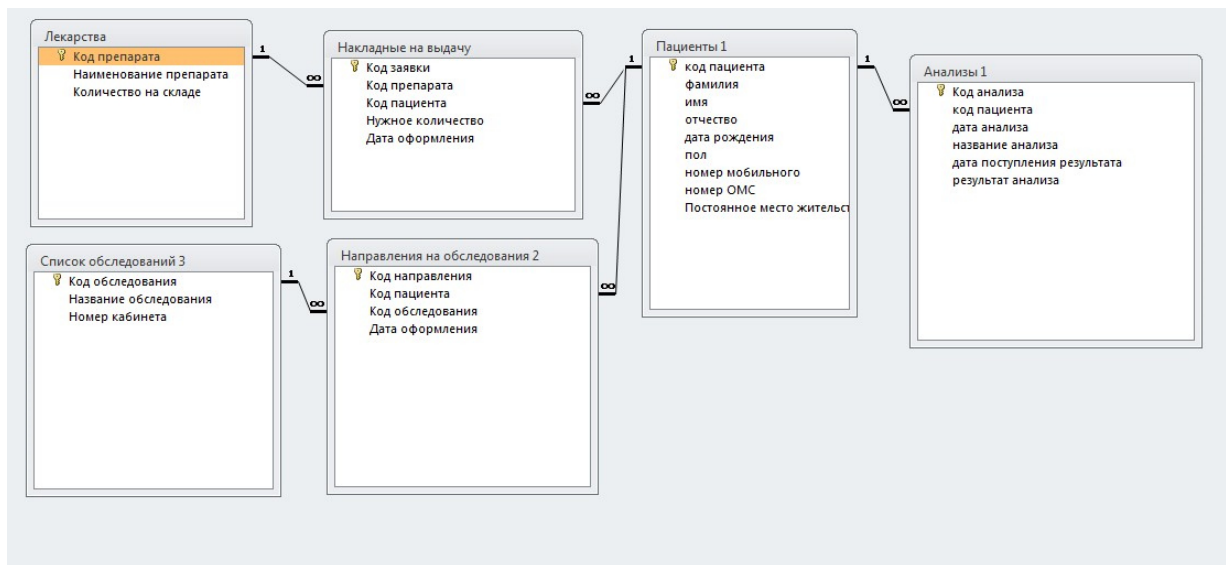 Лекарства
Код препарата
Наименование препарата
Количество на складе
1
∞
Накладные на выдачу
Код заявки
Код препарата
Код пациента
Нужное количество
Дата оформления
∞
1
Пациенты 1
код пациента
фамилия
имя
отчество
дата рождения
пол
номер мобильного
номер ОМС
Постоянное место жительст
1
∞
Анализы 1
Код анализа
код пациента
дата анализа
название анализа
дата поступления результата
результат анализа
Список обследований 3
Код обследования
Название обследования
Номер кабинета
1
∞
Направления на обследования 2
Код направления
Код пациента
Код обследования
Дата оформления
∞